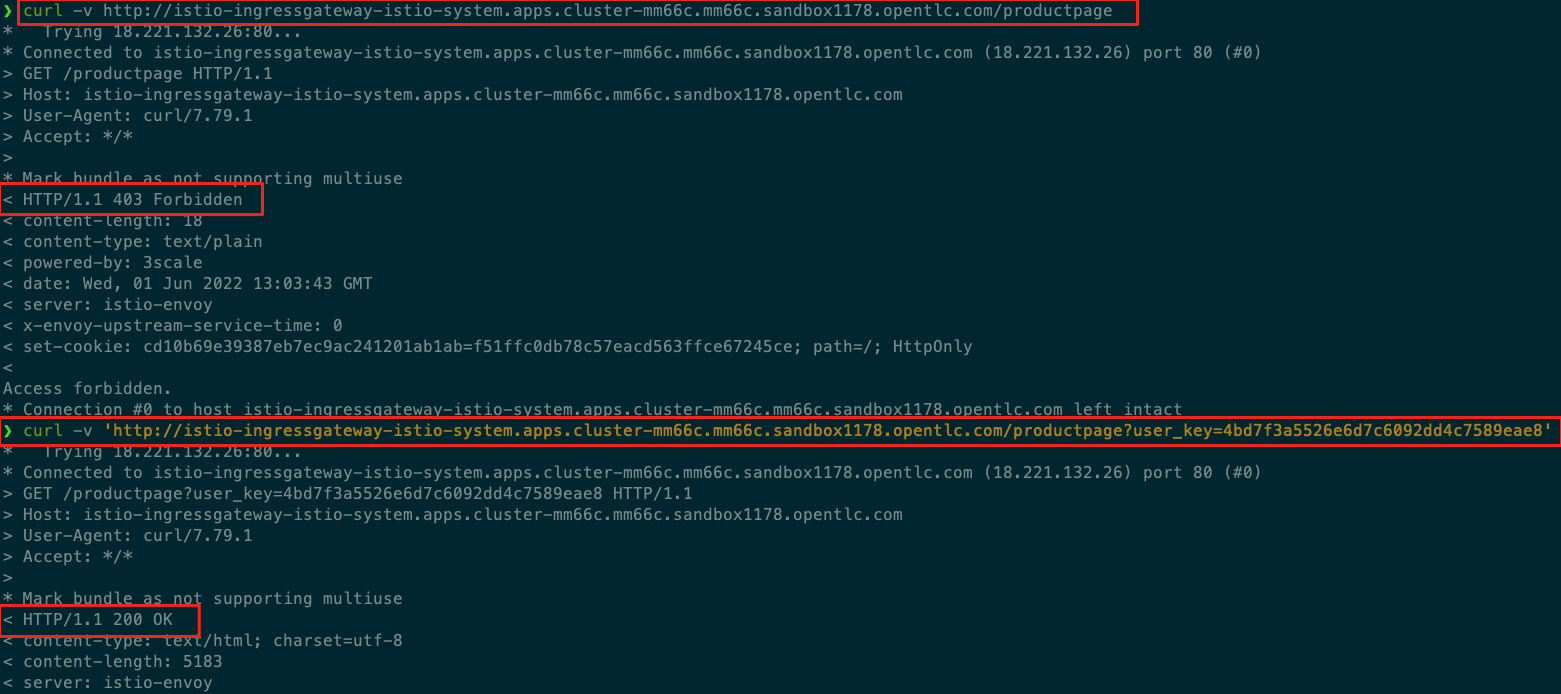 ❯ curl -v http://istio-ingressgateway-istio-system.apps.cluster-mm66c.mm66c.sandbox1178.opentlc.com/productpage
*   Trying 18.221.132.26:80...
* Connected to istio-ingressgateway-istio-system.apps.cluster-mm66c.mm66c.sandbox1178.opentlc.com (18.221.132.26) port 80 (#0)
> GET /productpage HTTP/1.1
> Host: istio-ingressgateway-istio-system.apps.cluster-mm66c.mm66c.sandbox1178.opentlc.com
> User-Agent: curl/7.79.1
> Accept: */*
>
* Mark bundle as not supporting multiuse
< HTTP/1.1 403 Forbidden
< content-length: 18
< content-type: text/plain
< powered-by: 3scale
< date: Wed, 01 Jun 2022 13:03:43 GMT
< server: istio-envoy
< x-envoy-upstream-service-time: 0
< set-cookie: cd10b69e39387eb7ec9ac241201ab1ab=f51ffc0db78c57eacd563ffce67245ce; path=/; HttpOnly
<
Access forbidden.
* Connection #0 to host istio-ingressgateway-istio-system.apps.cluster-mm66c.mm66c.sandbox1178.opentlc.com left intact
❯ curl -v 'http://istio-ingressgateway-istio-system.apps.cluster-mm66c.mm66c.sandbox1178.opentlc.com/productpage?user_key=4bd7f3a5526e6d7c6092dd4c7589eae8'
*   Trying 18.221.132.26:80...
* Connected to istio-ingressgateway-istio-system.apps.cluster-mm66c.mm66c.sandbox1178.opentlc.com (18.221.132.26) port 80 (#0)
> GET /productpage?user_key=4bd7f3a5526e6d7c6092dd4c7589eae8 HTTP/1.1
> Host: istio-ingressgateway-istio-system.apps.cluster-mm66c.mm66c.sandbox1178.opentlc.com
> User-Agent: curl/7.79.1
> Accept: */*
>
* Mark bundle as not supporting multiuse
< HTTP/1.1 200 OK
< content-type: text/html; charset=utf-8
< content-length: 5183
< server: istio-envoy